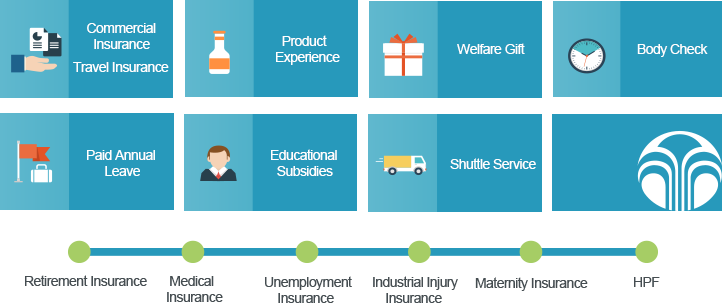 Commercial
Insurance
Travel Insurance
Product
Experience
Welfare Gift
Body Check
Paid Annual
Leave
Educational
Subsidies
Shuttle Service
Retirement Insurance
Medical
Insurance
Unemployment
Insurance
Industrial Injury
Insurance
Maternity Insurance
HPF